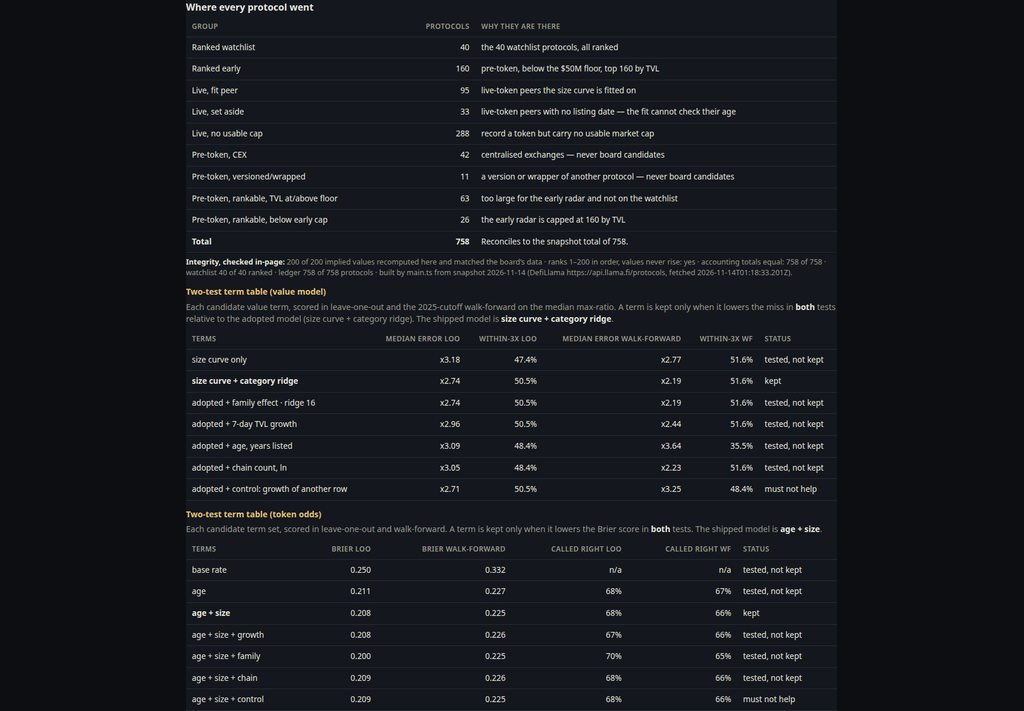 Where every protocol went
GROUP PROTOCOLS WHY THEY ARE THERE
Ranked watchlist 40 the 40 watchlist protocols, all ranked
Ranked early 160 pre-token, below the $50M floor, top 160 by TVL
Live, fit peer 95 live-token peers the size curve is fitted on
Live, set aside 33 live-token peers with no listing date — the fit cannot check their age
Live, no usable cap 288 record a token but carry no usable market cap
Pre-token, CEX 42 centralised exchanges — never board candidates
Pre-token, versioned/wrapped 11 a version or wrapper of another protocol — never board candidates
Pre-token, rankable, TVL at/above floor 63 too large for the early radar and not on the watchlist
Pre-token, rankable, below early cap 26 the early radar is capped at 160 by TVL
Total 758 Reconciles to the snapshot total of 758.
Integrity, checked in-page: 200 of 200 implied values recomputed here and matched the board's data · ranks 1–200 in order, values never rise: yes · accounting totals equal: 758 of 758 ·
watchlist 40 of 40 ranked · ledger 758 of 758 protocols · built by main.ts from snapshot 2026-11-14 (DefiLlama https://api.llama.fi/protocols, fetched 2026-11-14T01:18:33.201Z).
Two-test term table (value model)
Each candidate value term, scored in leave-one-out and the 2025-cutoff walk-forward on the median max-ratio. A term is kept only when it lowers the miss in both tests
relative to the adopted model (size curve + category ridge). The shipped model is size curve + category ridge.
TERMS MEDIAN ERROR LOO WITHIN-3X LOO MEDIAN ERROR WALK-FORWARD WITHIN-3X WF STATUS
size curve only x3.18 47.4% x2.77 51.6% tested, not kept
size curve + category ridge x2.74 50.5% x2.19 51.6% kept
adopted + family effect · ridge 16 x2.74 50.5% x2.19 51.6% tested, not kept
adopted + 7-day TVL growth x2.96 50.5% x2.44 51.6% tested, not kept
adopted + age, years listed x3.09 48.4% x3.64 35.5% tested, not kept
adopted + chain count, ln x3.05 48.4% x2.23 51.6% tested, not kept
adopted + control: growth of another row x2.71 50.5% x3.25 48.4% must not help
Two-test term table (token odds)
Each candidate term set, scored in leave-one-out and walk-forward. A term is kept only when it lowers the Brier score in both tests. The shipped model is age + size.
TERMS BRIER LOO BRIER WALK-FORWARD CALLED RIGHT LOO CALLED RIGHT WF STATUS
base rate 0.250 0.332 n/a n/a tested, not kept
age 0.211 0.227 68% 67% tested, not kept
age + size 0.208 0.225 68% 66% kept
age + size + growth 0.208 0.226 67% 66% tested, not kept
age + size + family 0.200 0.225 70% 65% tested, not kept
age + size + chain 0.209 0.226 68% 66% tested, not kept
age + size + control 0.209 0.225 68% 66% must not help